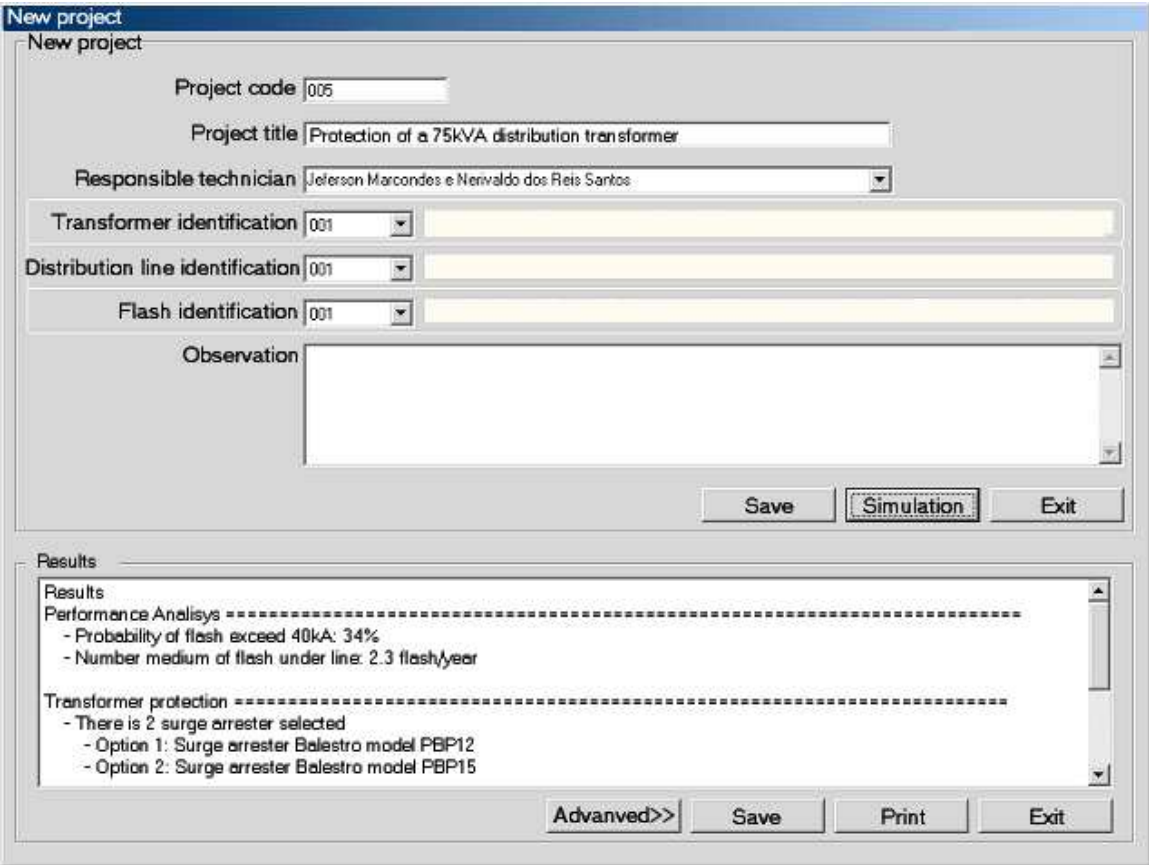 New project
New project
Project code 005
Project title Protection of a 75kVA distribution transformer
Responsible technician Jeferson Marcondes e Nerivaldo dos Reis Santos
Transformer identification 001
Distribution line identification 001
Flash identification 001
Observation
Save Simulation Exit
Results
Results
Performance Analisys ==========================================================================
- Probability of flash exceed 40kA: 34%
- Number medium of flash under line: 2.3 flash/year
Transformer protection ========================================================================
- There is 2 surge arrester selected
- Option 1: Surge arrester Balestro model PBP12
- Option 2: Surge arrester Balestro model PBP15
Advanved>> Save Print Exit